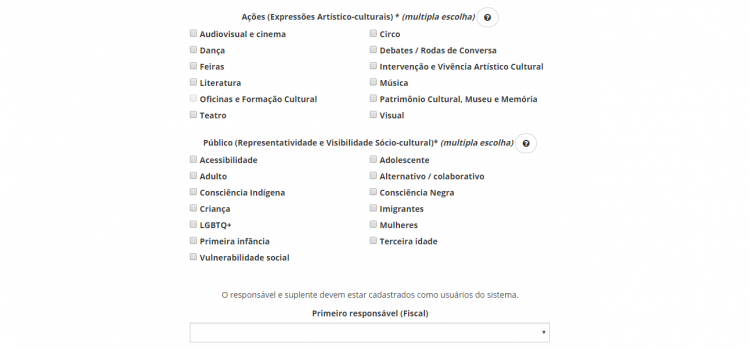 Ações (Expressões Artístico-culturais) * (multipla escolha)
Audiovisual e cinema
Circo
Dança
Debates / Rodas de Conversa
Feiras
Intervenção e Vivência Artístico Cultural
Literatura
Música
Oficinas e Formação Cultural
Patrimônio Cultural, Museu e Memória
Teatro
Visual
Público (Representatividade e Visibilidade Sócio-cultural)* (multipla escolha)
Acessibilidade
Adolescente
Adulto
Alternativo / colaborativo
Consciência Indígena
Consciência Negra
Criança
Imigrantes
LGBTQ+
Mulheres
Primeira infância
Terceira idade
Vulnerabilidade social
O responsável e suplente devem estar cadastrados como usuários do sistema.
Primeiro responsável (Fiscal)